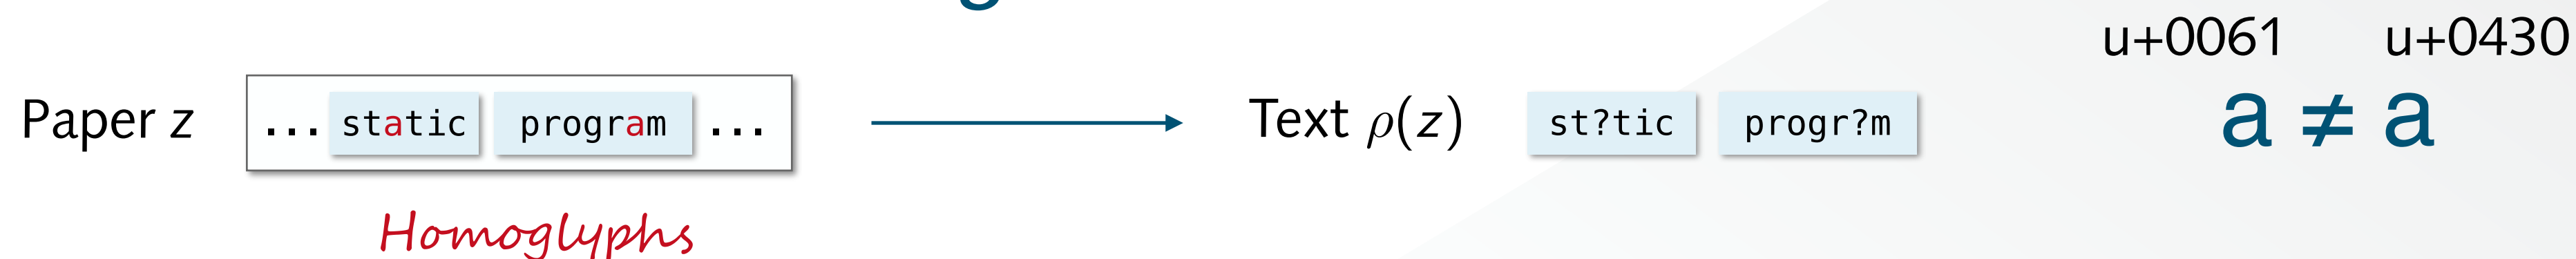 u+0061 u+0430
Paper z ... static program ... Text ρ(z) st?tic progr?m a ≠ a
Homoglyphs